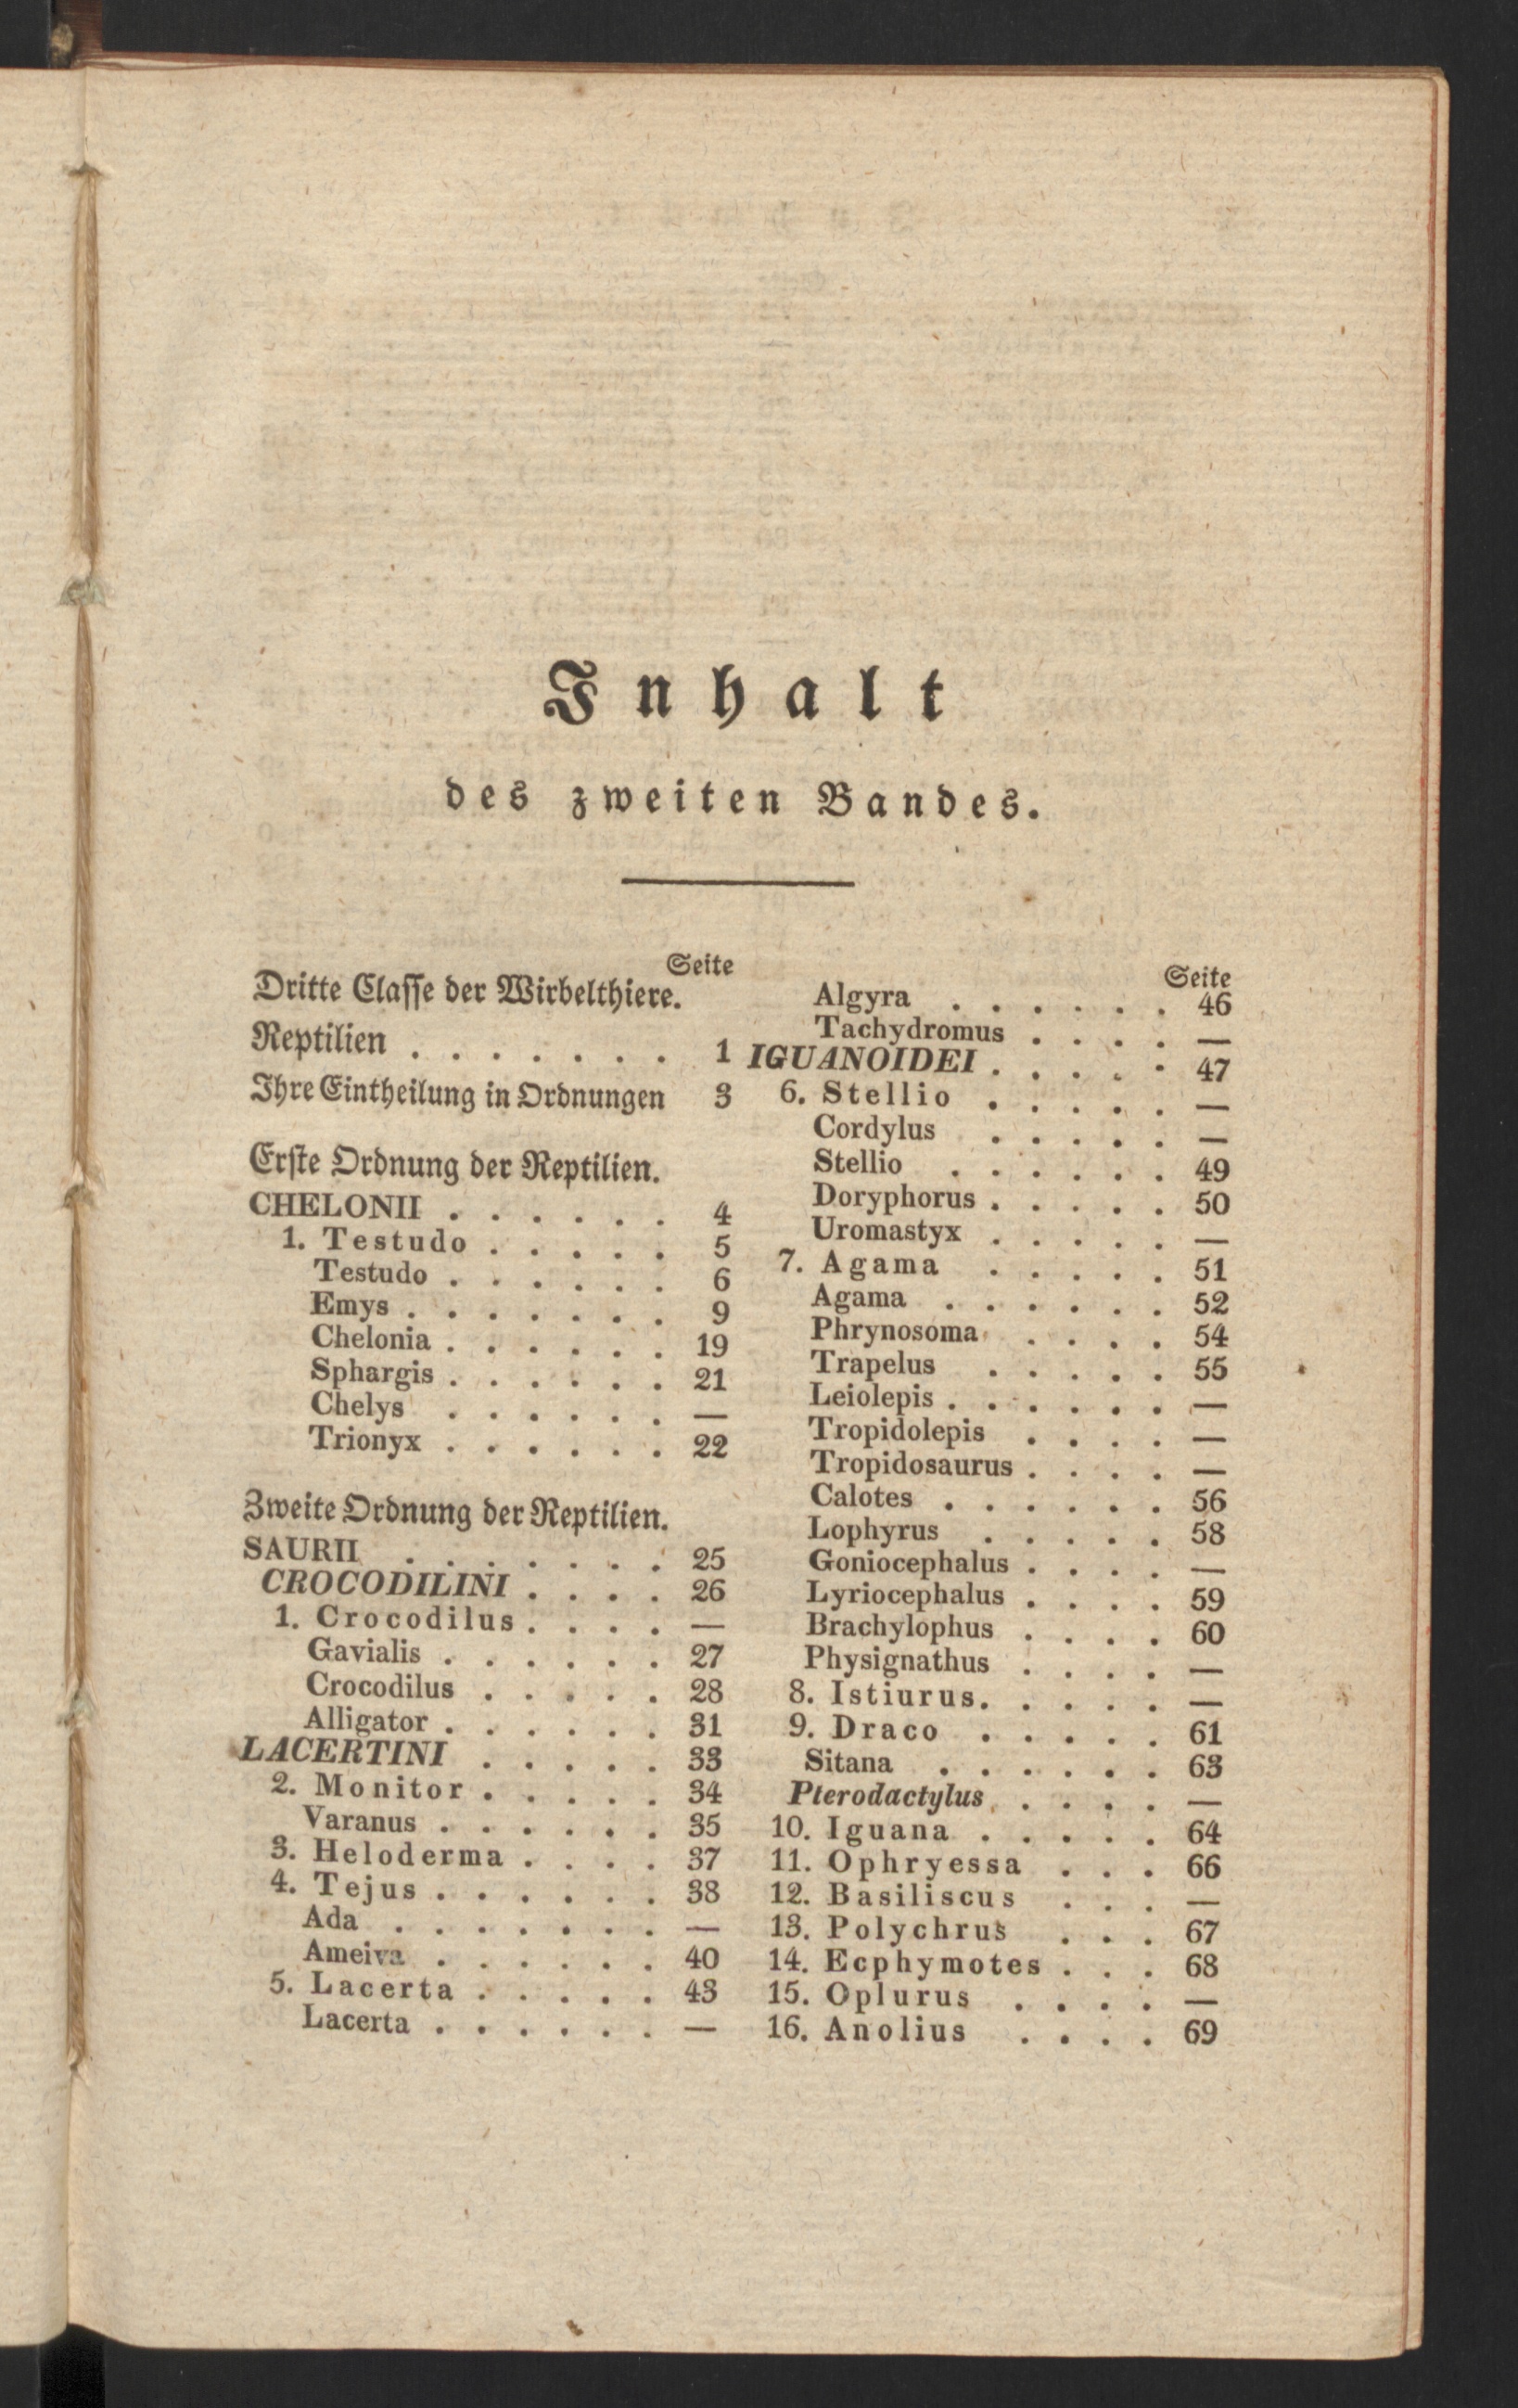 Inhalt
des zweiten Bandes.
Seite
Dritte Classe der Wirbelthiere.
Reptilien . . . . . . . 1
Ihre Eintheilung in Ordnungen 3
Erste Ordnung der Reptilien.
CHELONII . . . . . . 4
1. Testudo . . . . . 5
Testudo . . . . . . 6
Emys . . . . . . . 9
Chelonia . . . . . . 19
Sphargis . . . . . . 21
Chelys . . . . . . —
Trionyx . . . . . . 22
Zweite Ordnung der Reptilien.
SAURII . . . . . . . 25
CROCODILINI . . . . 26
1. Crocodilus . . . . —
Gavialis . . . . . . 27
Crocodilus . . . . . 28
Alligator . . . . . . 31
LACERTINI . . . . . 33
2. Monitor . . . . . 34
Varanus . . . . . . 35
3. Heloderma . . . . 37
4. Tejus . . . . . . 38
Ada . . . . . . . —
Ameiva . . . . . . 40
5. Lacerta . . . . . 43
Lacerta . . . . . . —
Seite
Algyra . . . . . . 46
Tachydromus . . . . —
IGUANOIDEI . . . . . 47
6. Stellio . . . . . —
Cordylus . . . . . —
Stellio . . . . . . 49
Doryphorus . . . . . 50
Uromastyx . . . . . —
7. Agama . . . . . 51
Agama . . . . . . 52
Phrynosoma . . . . 54
Trapelus . . . . . 55
Leiolepis . . . . . . —
Tropidolepis . . . . —
Tropidosaurus . . . . —
Calotes . . . . . . 56
Lophyrus . . . . . 58
Goniocephalus . . . . —
Lyriocephalus . . . . 59
Brachylophus . . . . 60
Physignathus . . . . —
8. Istiurus. . . . . —
9. Draco . . . . . 61
Sitana . . . . . . 63
Pterodactylus . . . . —
10. Iguana . . . . . 64
11. Ophryessa . . . 66
12. Basiliscus . . . —
13. Polychrus . . . 67
14. Ecphymotes . . . 68
15. Oplurus . . . . —
16. Anolius . . . . 69